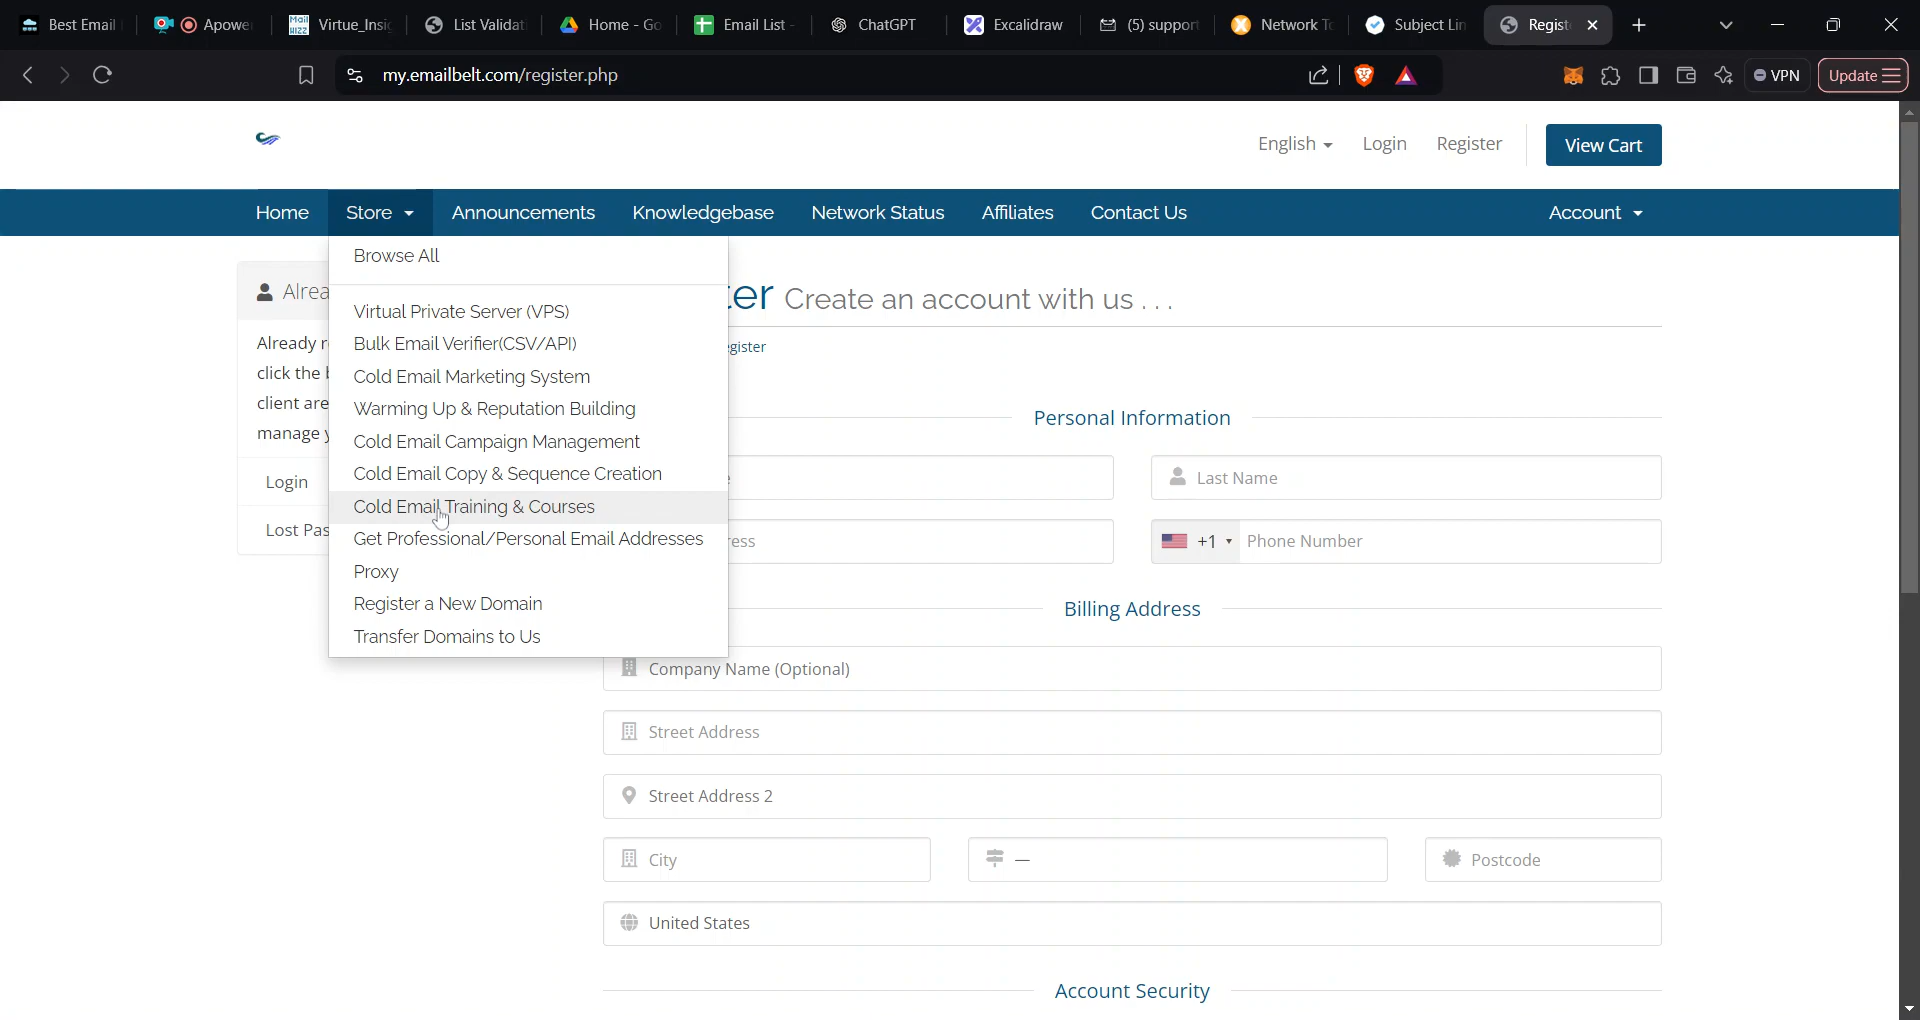 Best Email
Apowe
Virtue_Insi
List Validat
Home - Go
Email List -
ChatGPT
Excalidraw
(5) support
Network To
Subject Lin
Regist
my.emailbelt.com/register.php
VPN
Update
English
Login
Register
View Cart
Home
Store
Announcements
Knowledgebase
Network Status
Affiliates
Contact Us
Account
Browse All
Virtual Private Server (VPS)
Bulk Email Verifier(CSV/API)
Cold Email Marketing System
Warming Up & Reputation Building
Cold Email Campaign Management
Cold Email Copy & Sequence Creation
Cold Email Training & Courses
Get Professional/Personal Email Addresses
Proxy
Register a New Domain
Transfer Domains to Us
Alrea
Already r
click the b
client are
manage y
Login
Lost Pas
ter Create an account with us . . .
egister
Personal Information
e
Last Name
ress
+1 Phone Number
Billing Address
Company Name (Optional)
Street Address
Street Address 2
City
—
Postcode
United States
Account Security